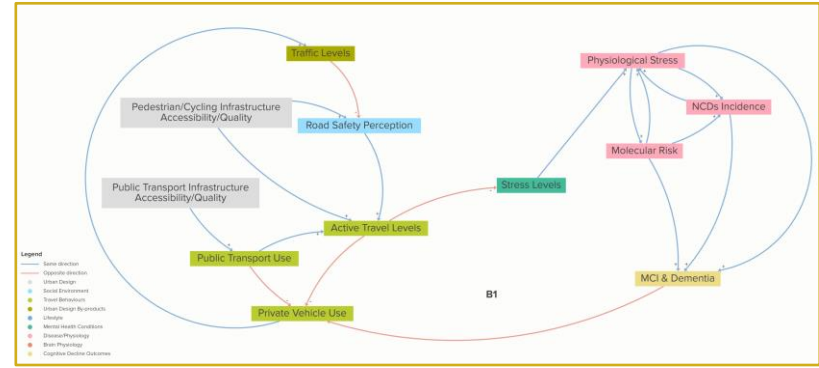 Traffic Levels
Physiological Stress
Pedestrian/Cycling Infrastructure
Accessibility/Quality
NCDs Incidence
Road Safety Perception
Molecular Risk
Public Transport Infrastructure
Accessibility/Quality
Stress Levels
Active Travel Levels
Public Transport Use
MCI & Dementia
B1
Private Vehicle Use
Legend
Same direction
Opposite direction
Urban Design
Social Environment
Travel Behaviours
Urban Design By-products
Lifestyle
Mental Health Conditions
Disease/Physiology
Brain Physiology
Cognitive Decline Outcomes